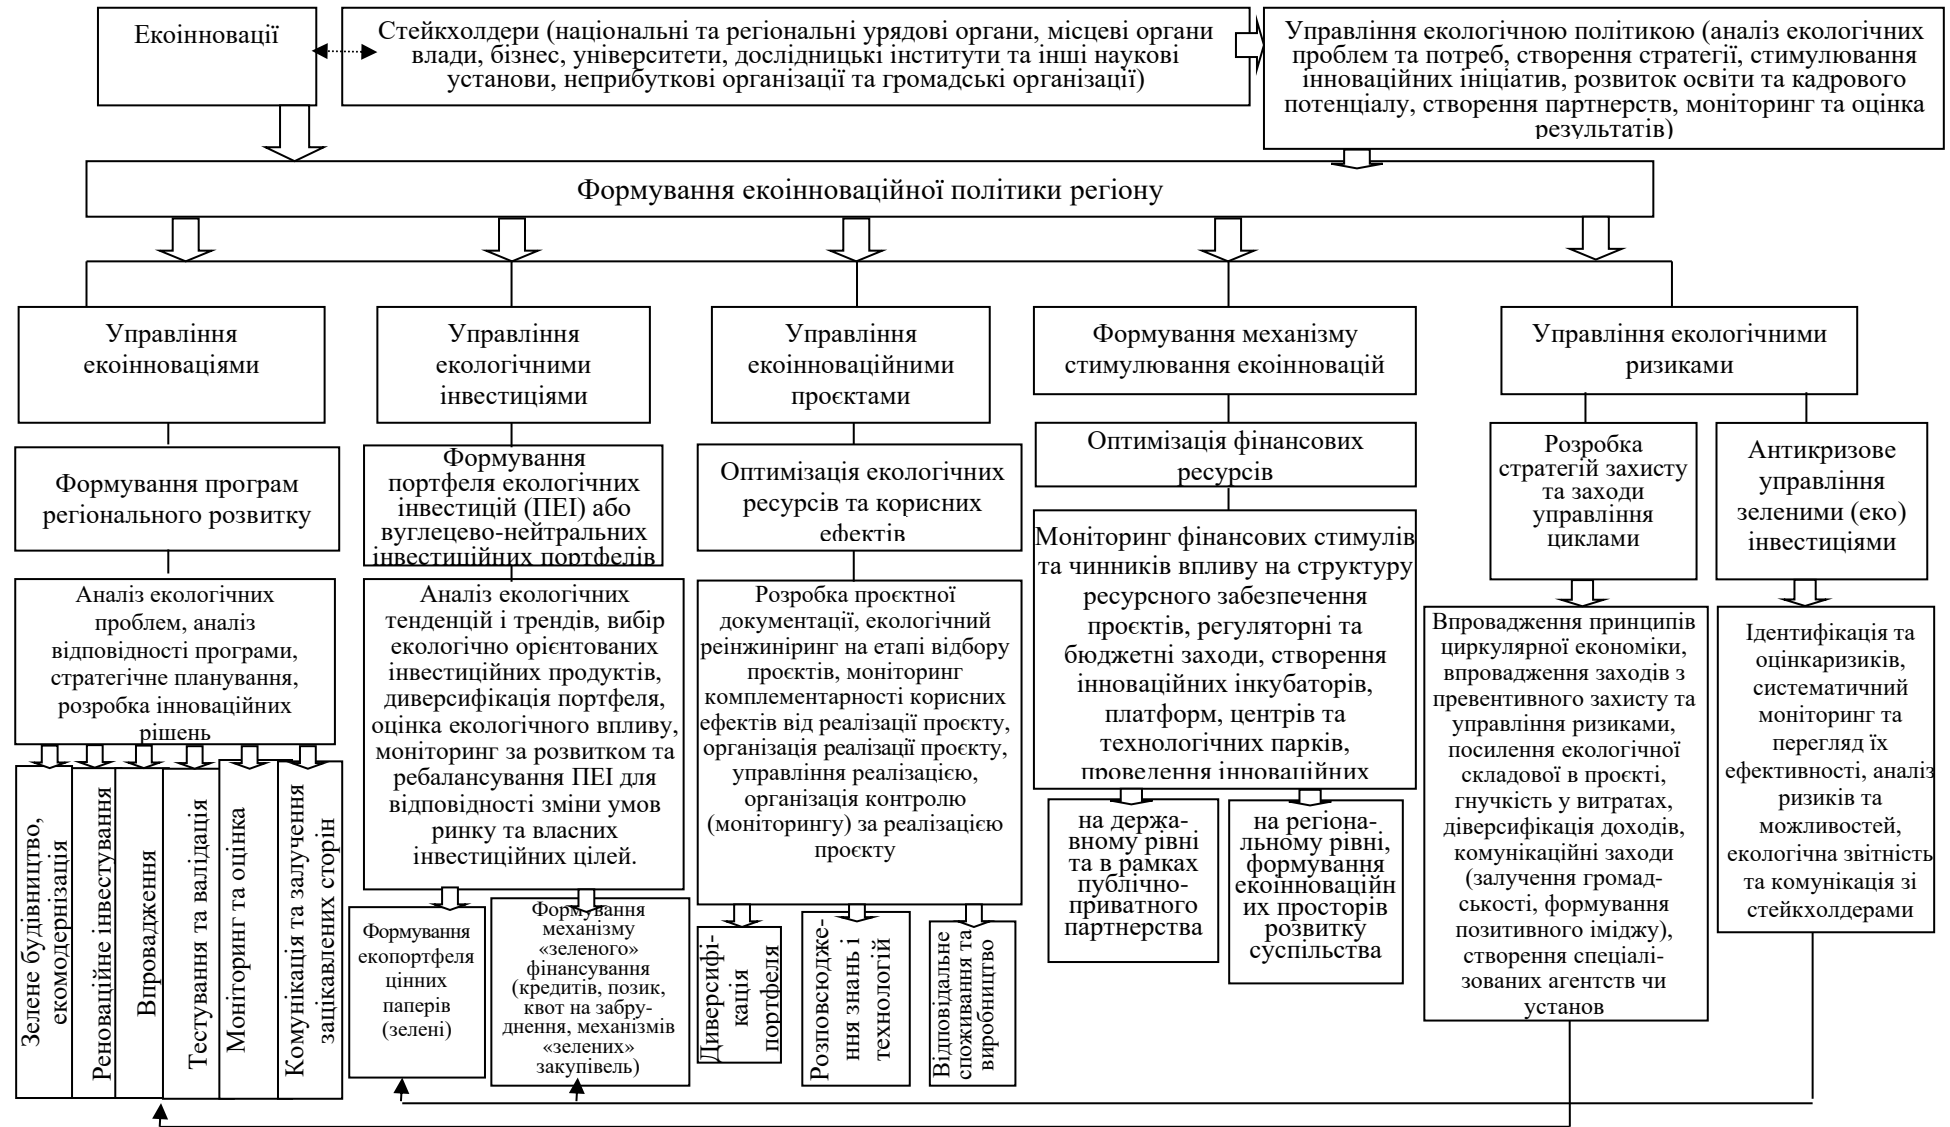 Екоінновації
Стейкхолдери (національні та регіональні урядові органи, місцеві органи
влади, бізнес, університети, дослідницькі інститути та інші наукові
установи, неприбуткові організації та громадські організації)
Управління екологічною політикою (аналіз екологічних
проблем та потреб, створення стратегії, стимулювання
інноваційних ініціатив, розвиток освіти та кадрового
потенціалу, створення партнерств, моніторинг та оцінка
результатів)
Формування екоінноваційної політики регіону
Управління
екоінноваціями
Управління
екологічними
інвестиціями
Управління
екоінноваційними
проєктами
Формування механізму
стимулювання екоінновацій
Управління екологічними
ризиками
Формування програм
регіонального розвитку
Формування
портфеля екологічних
інвестицій (ПЕІ) або
вуглецево-нейтральних
інвестиційних портфелів
Оптимізація екологічних
ресурсів та корисних
ефектів
Оптимізація фінансових
ресурсів
Розробка
стратегій захисту
та заходи
управління
циклами
Антикризове
управління
зеленими (еко)
інвестиціями
Аналіз екологічних
проблем, аналіз
відповідності програми,
стратегічне планування,
розробка інноваційних
рішень
Аналіз екологічних
тенденцій і трендів, вибір
екологічно орієнтованих
інвестиційних продуктів,
диверсифікація портфеля,
оцінка екологічного впливу,
моніторинг за розвитком та
ребалансування ПЕІ для
відповідності зміни умов
ринку та власних
інвестиційних цілей.
Розробка проєктної
документації, екологічний
реінжиніринг на етапі відбору
проєктів, моніторинг
комплементарності корисних
ефектів від реалізації проєкту,
організація реалізації проєкту,
управління реалізацією,
організація контролю
(моніторингу) за реалізацією
проєкту
Моніторинг фінансових стимулів
та чинників впливу на структуру
ресурсного забезпечення
проєктів, регуляторні та
бюджетні заходи, створення
інноваційних інкубаторів,
платформ, центрів та
технологічних парків,
проведення інноваційних
Впровадження принципів
циркулярної економіки,
впровадження заходів з
превентивного захисту та
управління ризиками,
посилення екологічної
складової в проєкті,
гнучкість у витратах,
діверсифікація доходів,
комунікаційні заходи
(залучення громад-
ськості, формування
позитивного іміджу),
створення спеціалі-
зованих агентств чи
установ
Ідентифікація та
оцінкаризиків,
систематичний
моніторинг та
перегляд їх
ефективності, аналіз
ризиків та
можливостей,
екологічна звітність
та комунікація зі
стейкхолдерами
Зелене будівництво,
екомодернізація
Реноваційне інвестування
Впровадження
Тестування та валідація
Моніторинг та оцінка
Комунікація та залучення
зацікавлених сторін
Формування
екопортфеля
цінних
паперів
(зелені)
Формування
механізму
«зеленого»
фінансування
(кредитів, позик,
квот на забру-
днення, механізмів
«зелених»
закупівель)
Диверсифі-
кація
портфеля
Розповсюдже-
ння знань і
технологій
Відповідальне
споживання та
виробництво
на держа-
вному рівні
та в рамках
публічно-
приватного
партнерства
на регіона-
льному рівні,
формування
екоінноваційн
их просторів
розвитку
суспільства